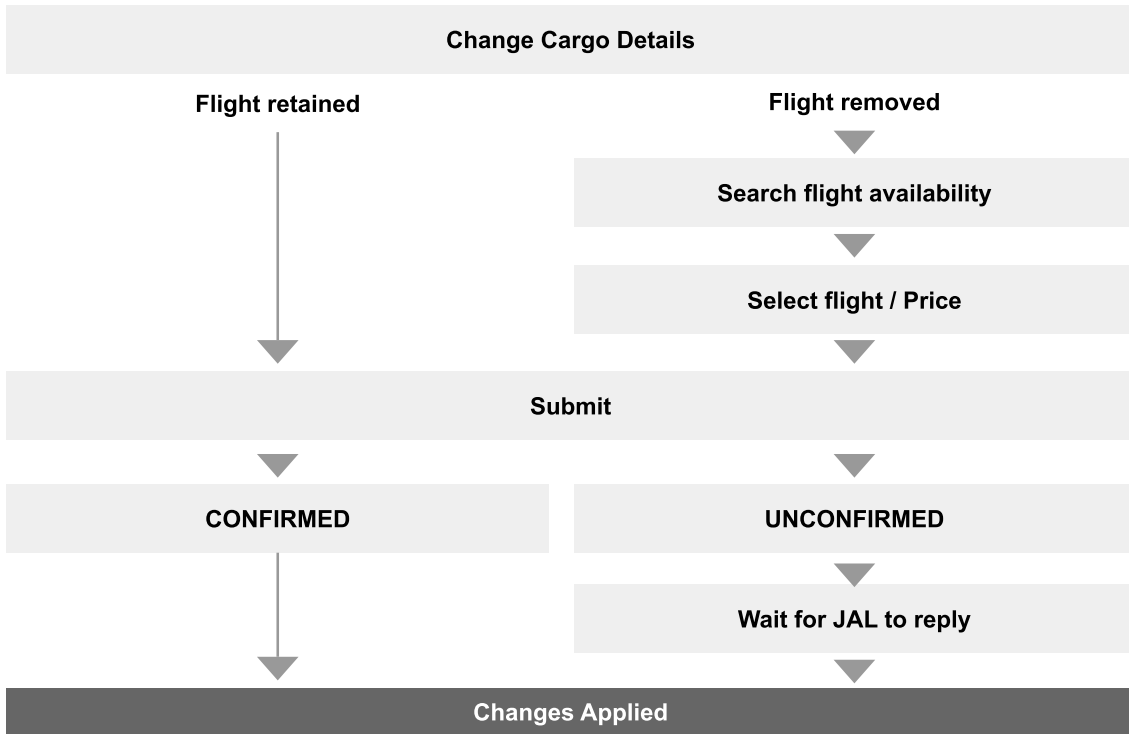 Change Cargo Details
Flight retained
Flight removed
Search flight availability
Select flight / Price
Submit
CONFIRMED
UNCONFIRMED
Wait for JAL to reply
Changes Applied